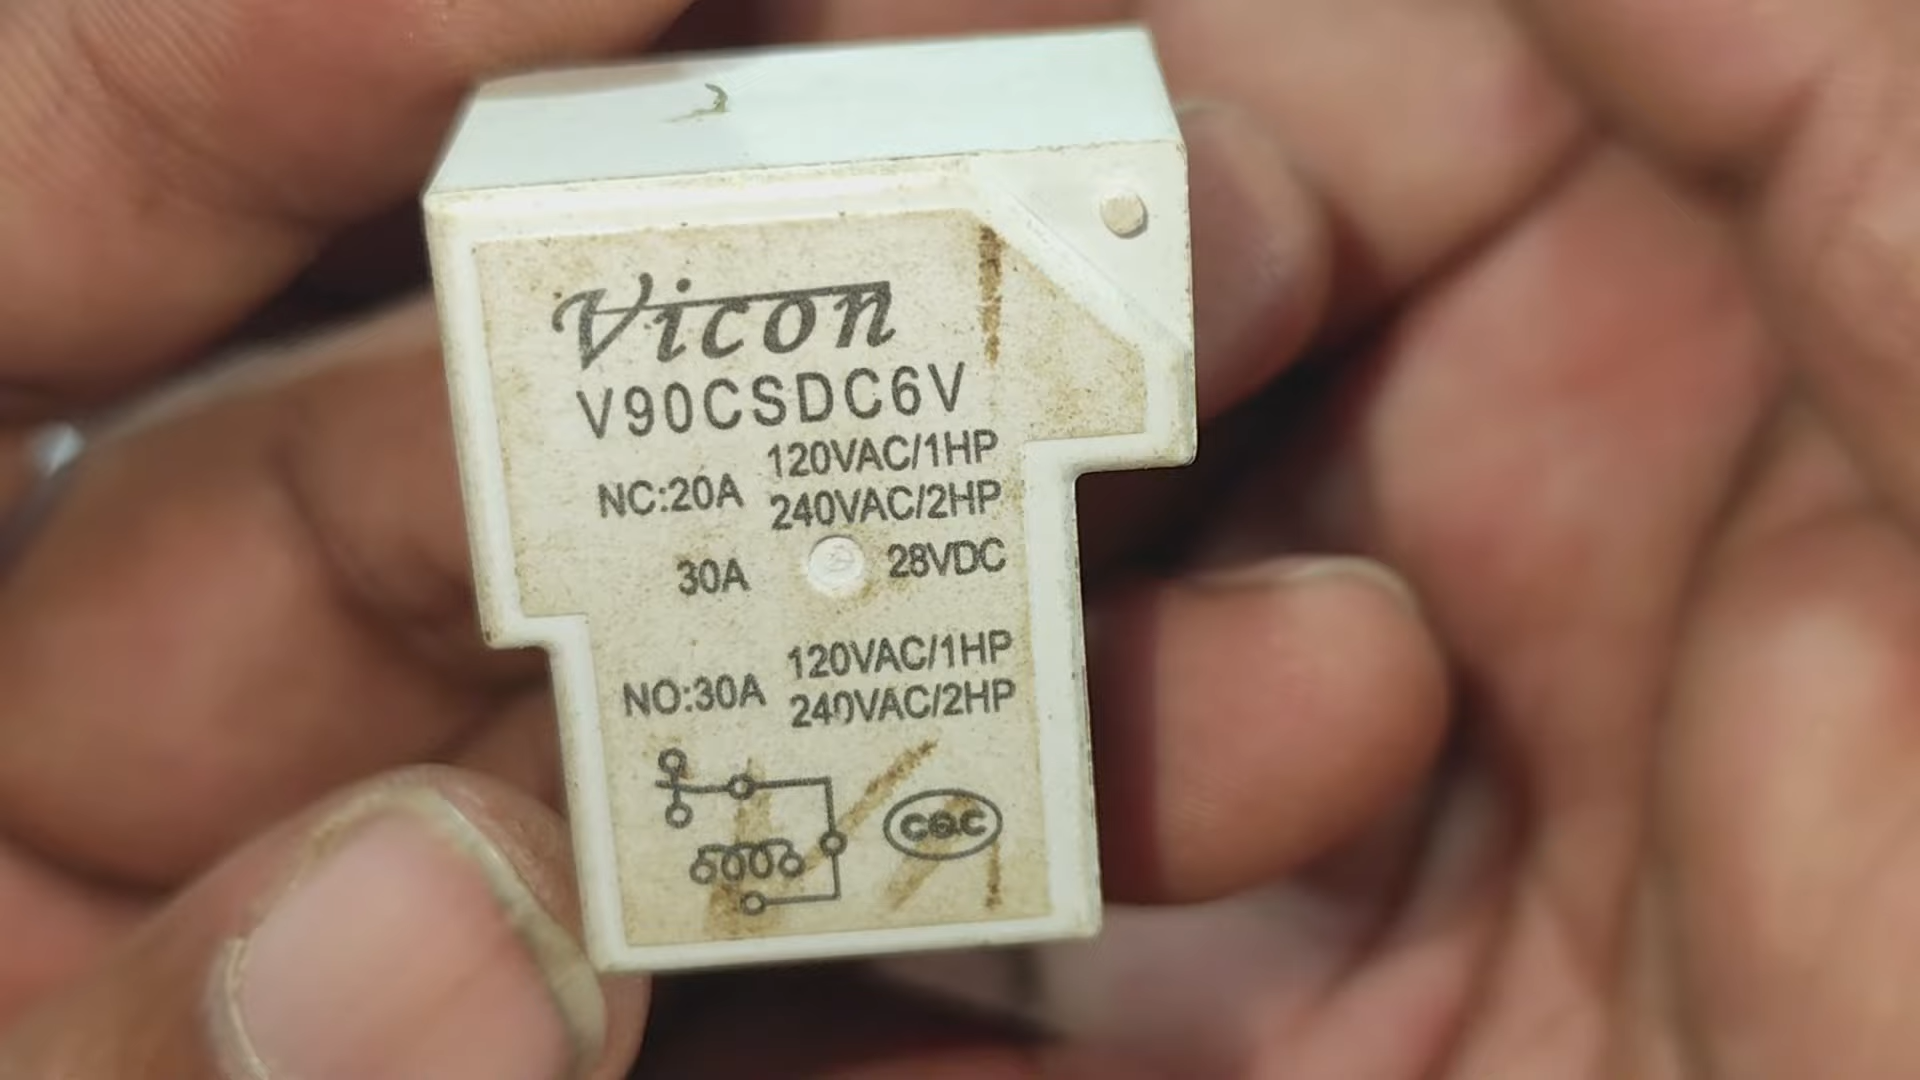 Vicon
V90CSDC6V
NC:20A 120VAC/1HP
240VAC/2HP
30A 28VDC
NO:30A 120VAC/1HP
240VAC/2HP
CQC